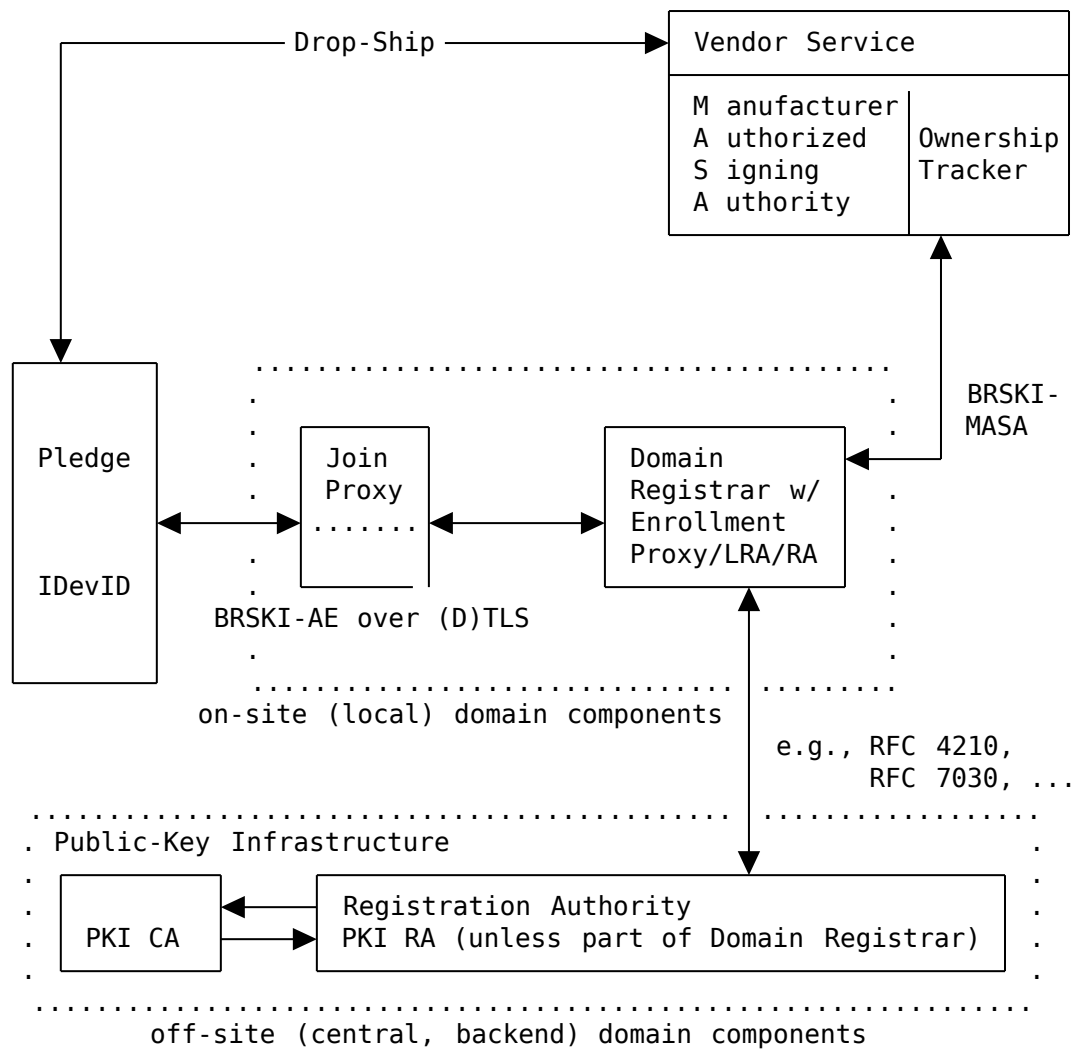 Drop-Ship
Vendor Service
M anufacturer
A uthorized
S igning
A uthority
Ownership
Tracker
BRSKI-
MASA
Pledge
IDevID
Join
Proxy
.......
Domain
Registrar w/
Enrollment
Proxy/LRA/RA
BRSKI-AE over (D)TLS
on-site (local) domain components
e.g., RFC 4210,
RFC 7030, ...
Public-Key Infrastructure
PKI CA
Registration Authority
PKI RA (unless part of Domain Registrar)
off-site (central, backend) domain components